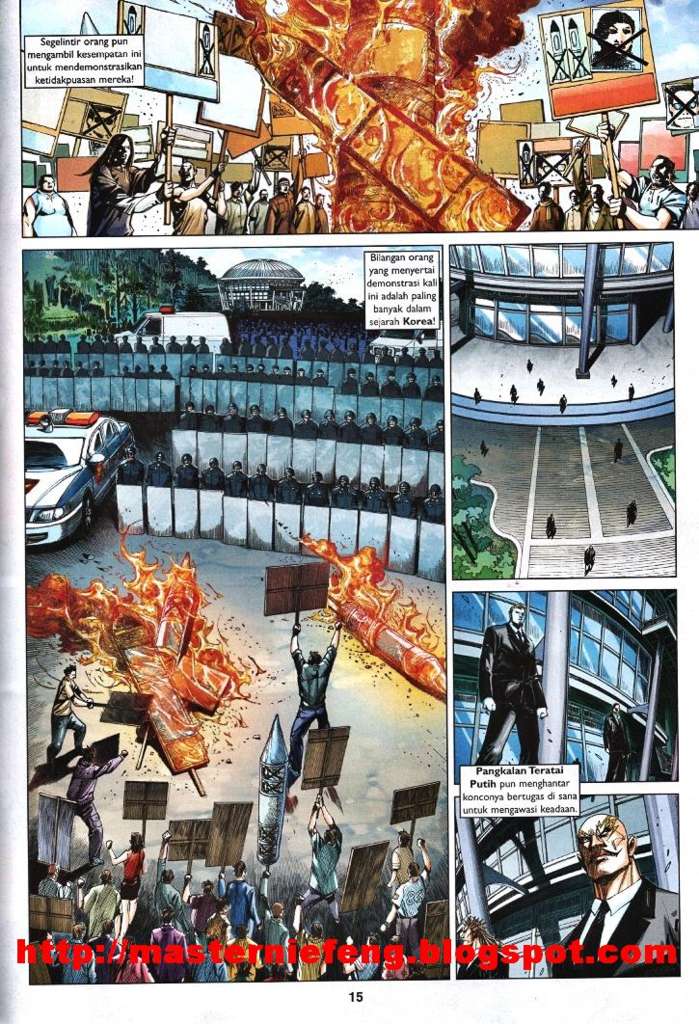 Segelintir orang pun
mengambil kesempatan ini
untuk mendemonstrasikan
ketidakpuasan mereka!
Bilangan orang
yang menyertai
demonstrasi kali
ini adalah paling
banyak dalam
sejarah Korea!
Pangkalan Teratai
Putih pun menghantar
konconya bertugas di sana
untuk mengawasi keadaan.
http://masterniefeng.blogspot.com
15